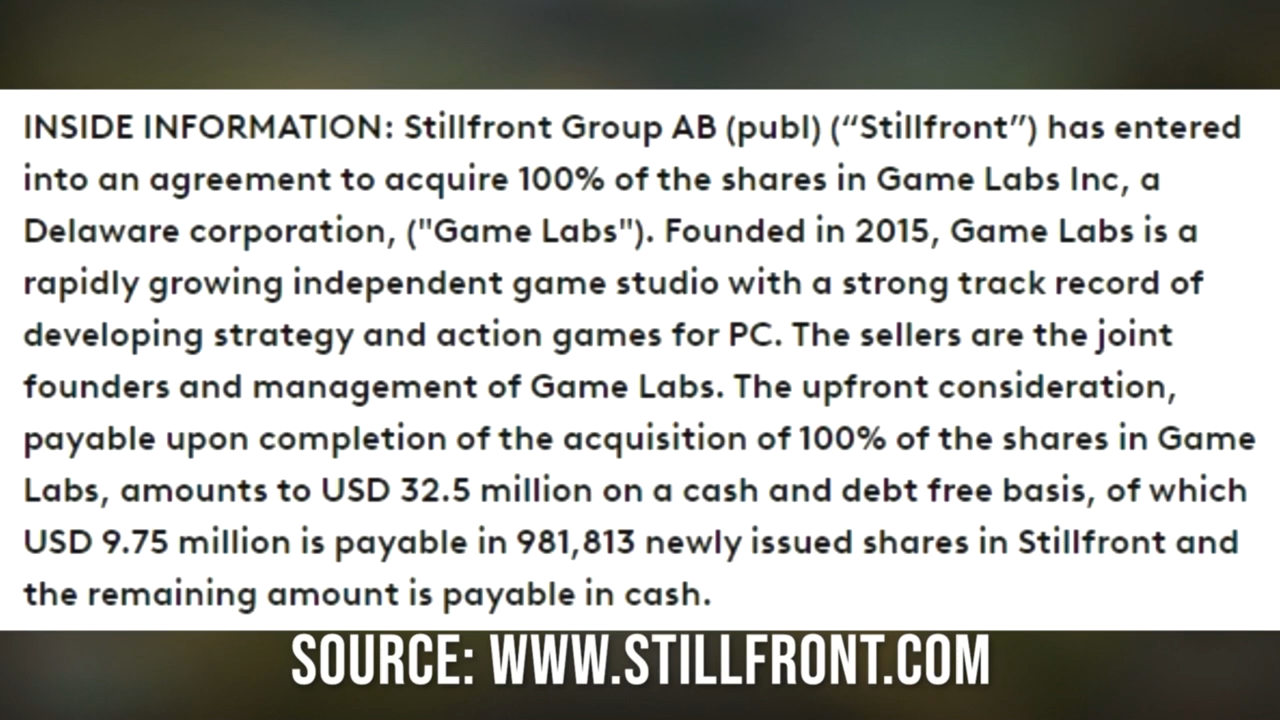 INSIDE INFORMATION: Stillfront Group AB (publ) (“Stillfront”) has entered
into an agreement to acquire 100% of the shares in Game Labs Inc, a
Delaware corporation, ("Game Labs"). Founded in 2015, Game Labs is a
rapidly growing independent game studio with a strong track record of
developing strategy and action games for PC. The sellers are the joint
founders and management of Game Labs. The upfront consideration,
payable upon completion of the acquisition of 100% of the shares in Game
Labs, amounts to USD 32.5 million on a cash and debt free basis, of which
USD 9.75 million is payable in 981,813 newly issued shares in Stillfront and
the remaining amount is payable in cash.
SOURCE: WWW.STILLFRONT.COM